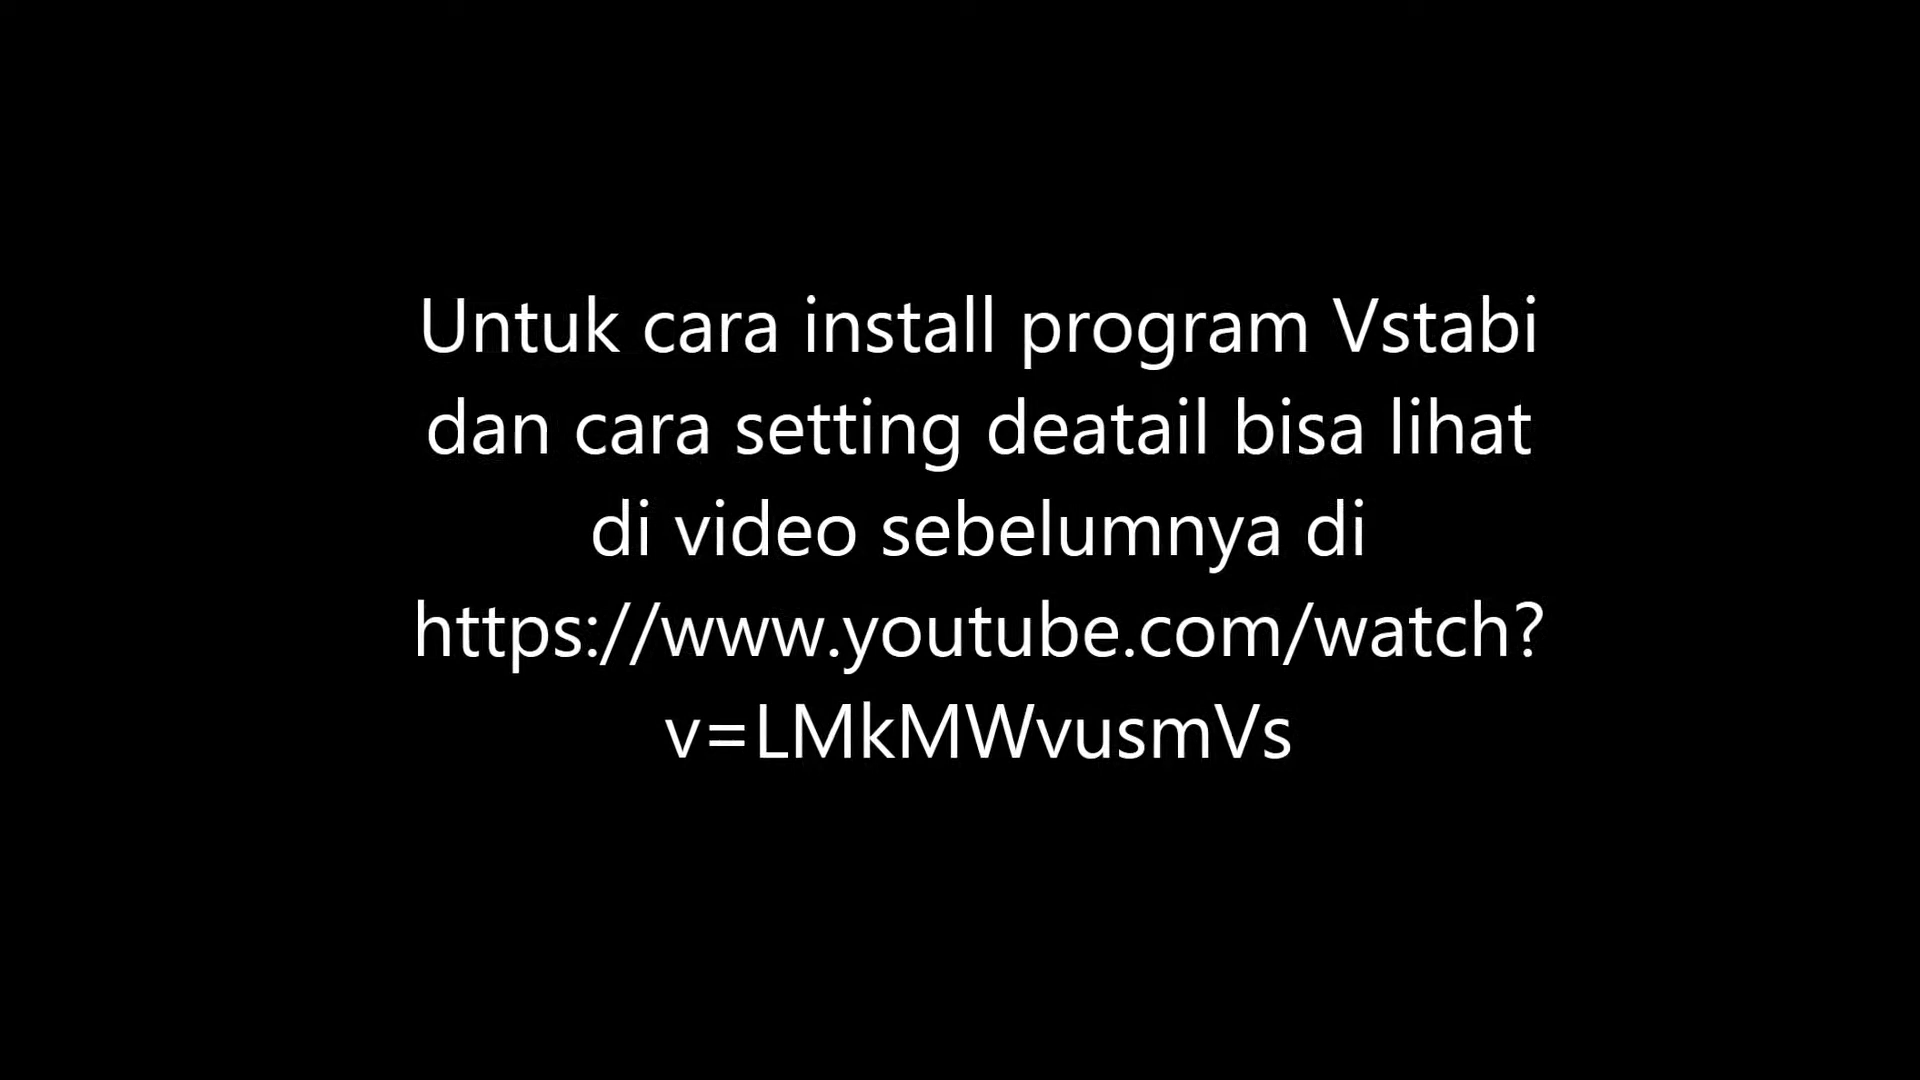 Untuk cara install program Vstabi
dan cara setting deatail bisa lihat
di video sebelumnya di
https://www.youtube.com/watch?
v=LMkMWvusmVs